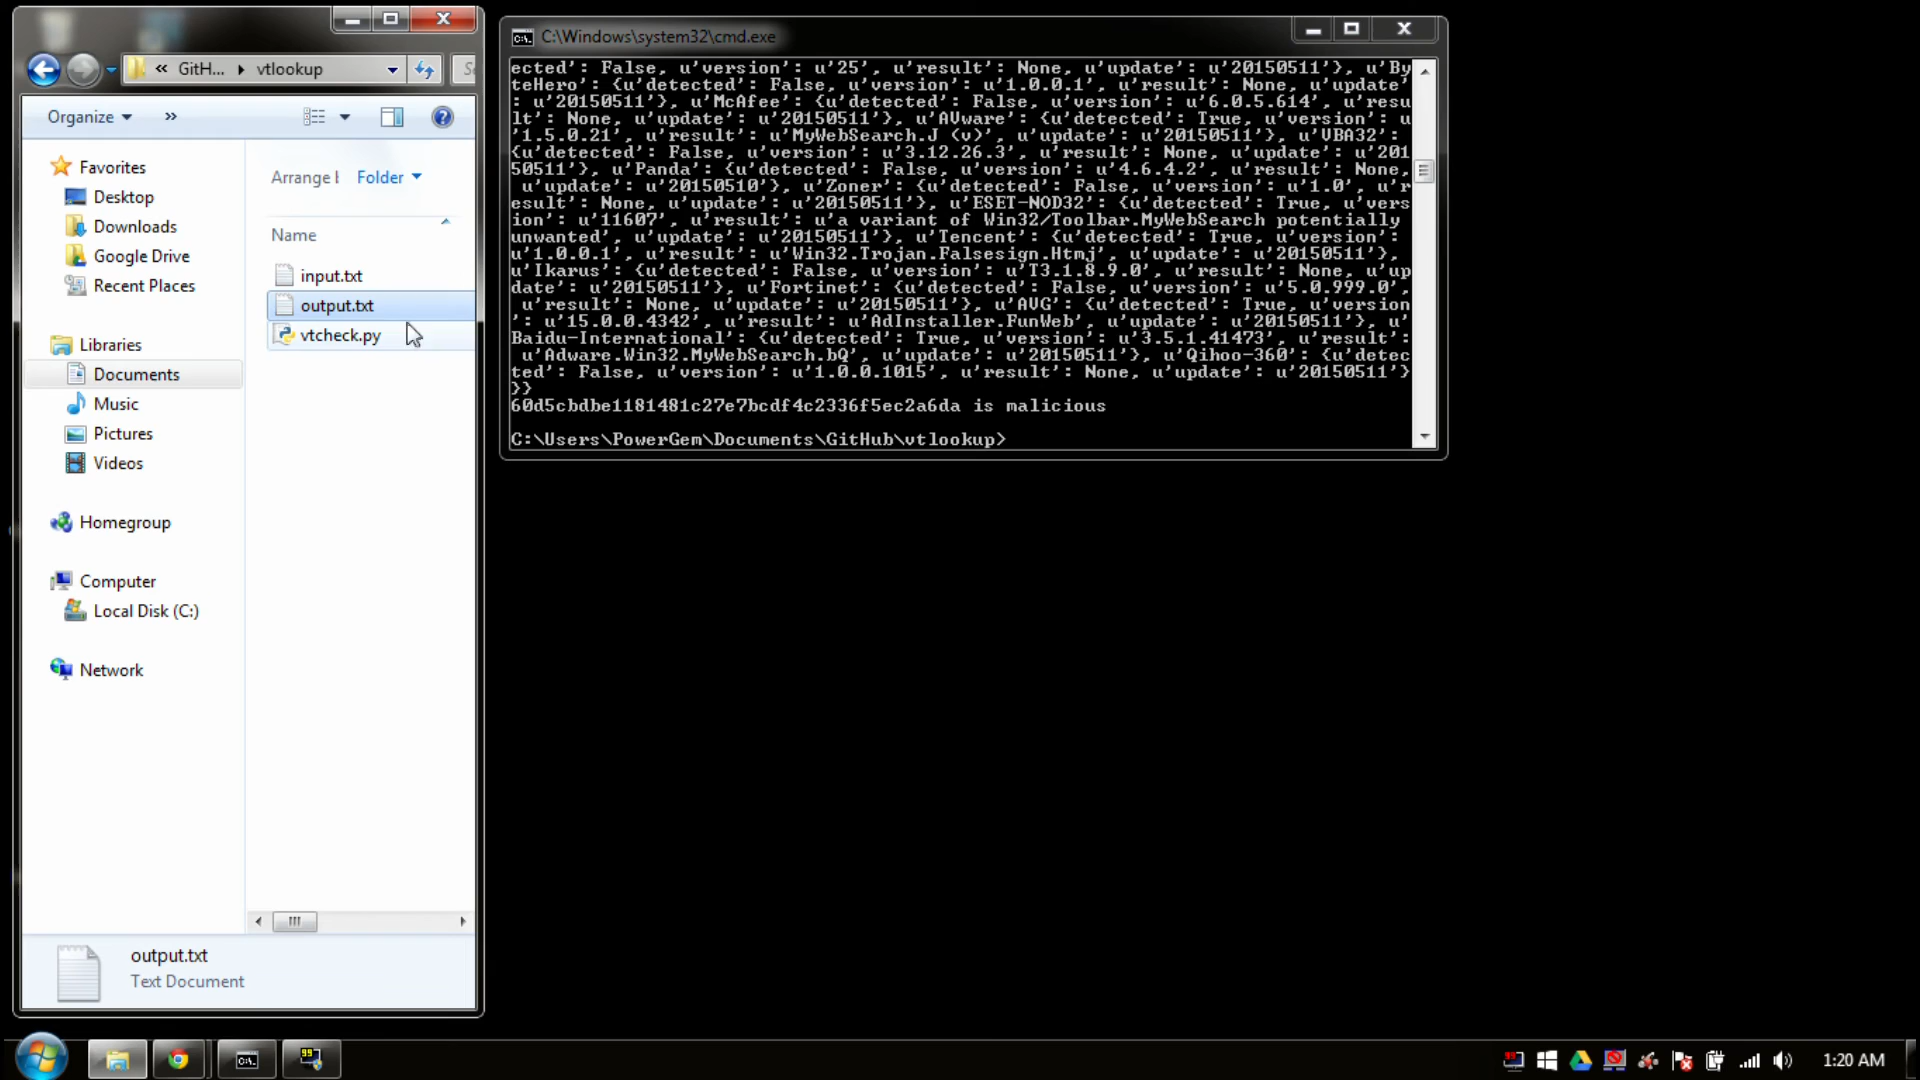 « GitH... ▸ vtlookup
Organize
»
Favorites
Desktop
Downloads
Google Drive
Recent Places
Libraries
Documents
Music
Pictures
Videos
Homegroup
Computer
Local Disk (C:)
Network
Folder
Name
input.txt
output.txt
vtcheck.py
output.txt
Text Document
C:\Windows\system32\cmd.exe
ected': False, u'version': u'25', u'result': None, u'update': u'20150511'}, u'By
teHero': {u'detected': False, u'version': u'1.0.0.1', u'result': None, u'update'
: u'20150511'}, u'McAfee': {u'detected': False, u'version': u'6.0.5.614', u'resu
lt': None, u'update': u'20150511'}, u'AVware': {u'detected': True, u'version': u
'1.5.0.21', u'result': u'MyWebSearch.J (v)', u'update': u'20150511'}, u'VBA32':
{u'detected': False, u'version': u'3.12.26.3', u'result': None, u'update': u'201
50511'}, u'Panda': {u'detected': False, u'version': u'4.6.4.2', u'result': None,
u'update': u'20150510'}, u'Zoner': {u'detected': False, u'version': u'1.0', u'r
esult': None, u'update': u'20150511'}, u'ESET-NOD32': {u'detected': True, u'vers
ion': u'11607', u'result': u'a variant of Win32/Toolbar.MyWebSearch potentially
unwanted', u'update': u'20150511'}, u'Tencent': {u'detected': True, u'version':
u'1.0.0.1', u'result': u'Win32.Trojan.Falsesign.Htmj', u'update': u'20150511'},
u'Ikarus': {u'detected': False, u'version': u'T3.1.8.9.0', u'result': None, u'up
date': u'20150511'}, u'Fortinet': {u'detected': False, u'version': u'5.0.999.0',
u'result': None, u'update': u'20150511'}, u'AVG': {u'detected': True, u'version
': u'15.0.0.4342', u'result': u'AdInstaller.FunWeb', u'update': u'20150511'}, u'
Baidu-International': {u'detected': True, u'version': u'3.5.1.41473', u'result':
u'Adware.Win32.MyWebSearch.bQ', u'update': u'20150511'}, u'Qihoo-360': {u'detec
ted': False, u'version': u'1.0.0.1015', u'result': None, u'update': u'20150511'}
}}
60d5cbdbe1181481c27e7bcdf4c2336f5ec2a6da is malicious
C:\Users\PowerGem\Documents\GitHub\vtlookup>
1:20 AM